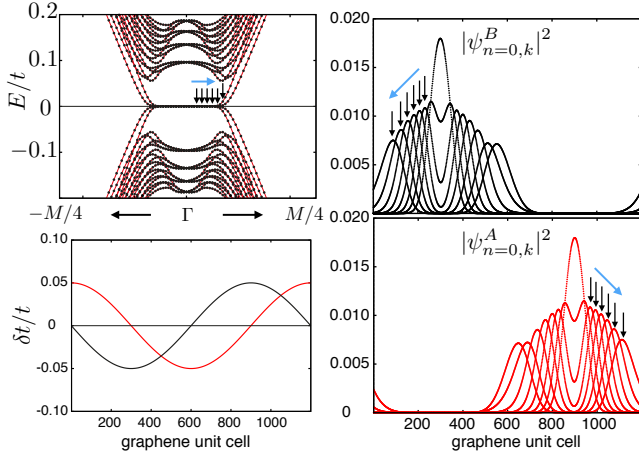 0.2
0.1
0
−0.1
E/t
−M/4
Γ
M/4
0.10
0.05
0
-0.05
-0.10
δt/t
200 400 600 800 1000
graphene unit cell
0.020
0.015
0.010
0.005
0
|ψ^B_{n=0,k}|^2
0.020
0.015
0.010
0.005
0
|ψ^A_{n=0,k}|^2
200 400 600 800 1000
graphene unit cell